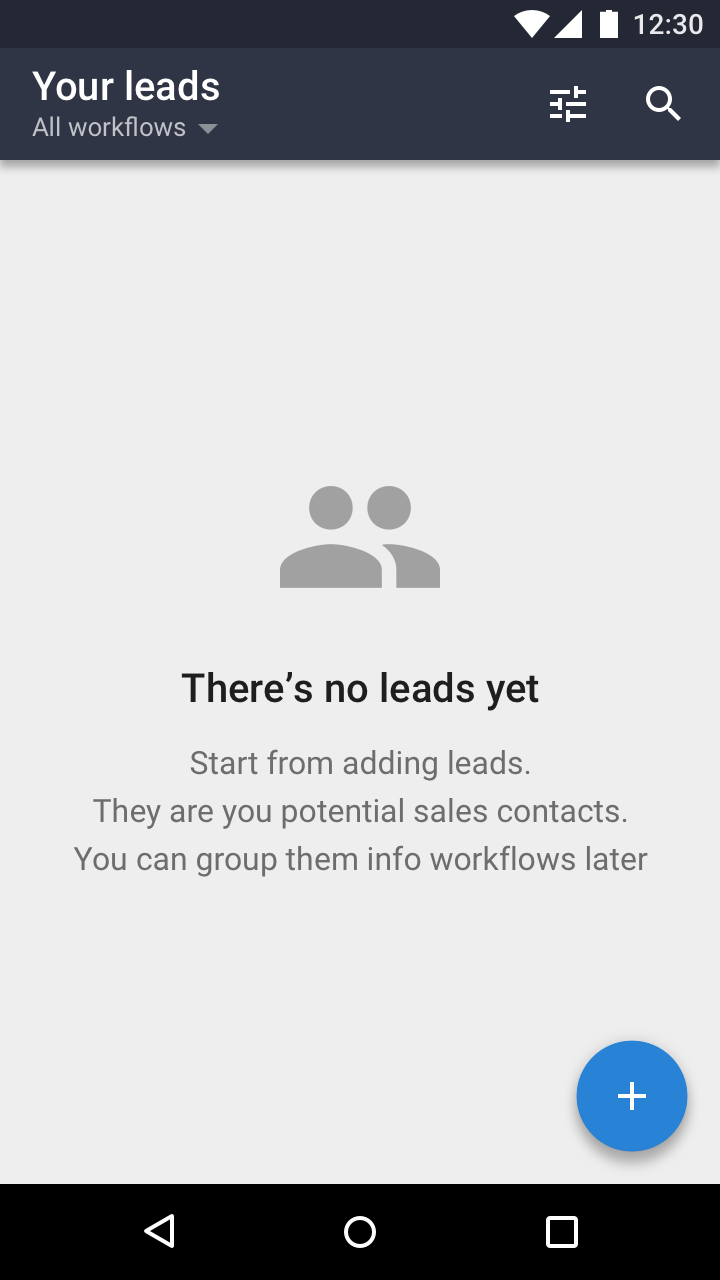 12:30
Your leads
All workflows
There’s no leads yet
Start from adding leads.
They are you potential sales contacts.
You can group them info workflows later